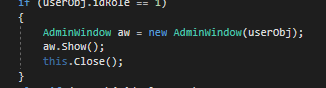 if (userObj.idRole == 1)
{
AdminWindow aw = new AdminWindow(userObj);
aw.Show();
this.Close();
}